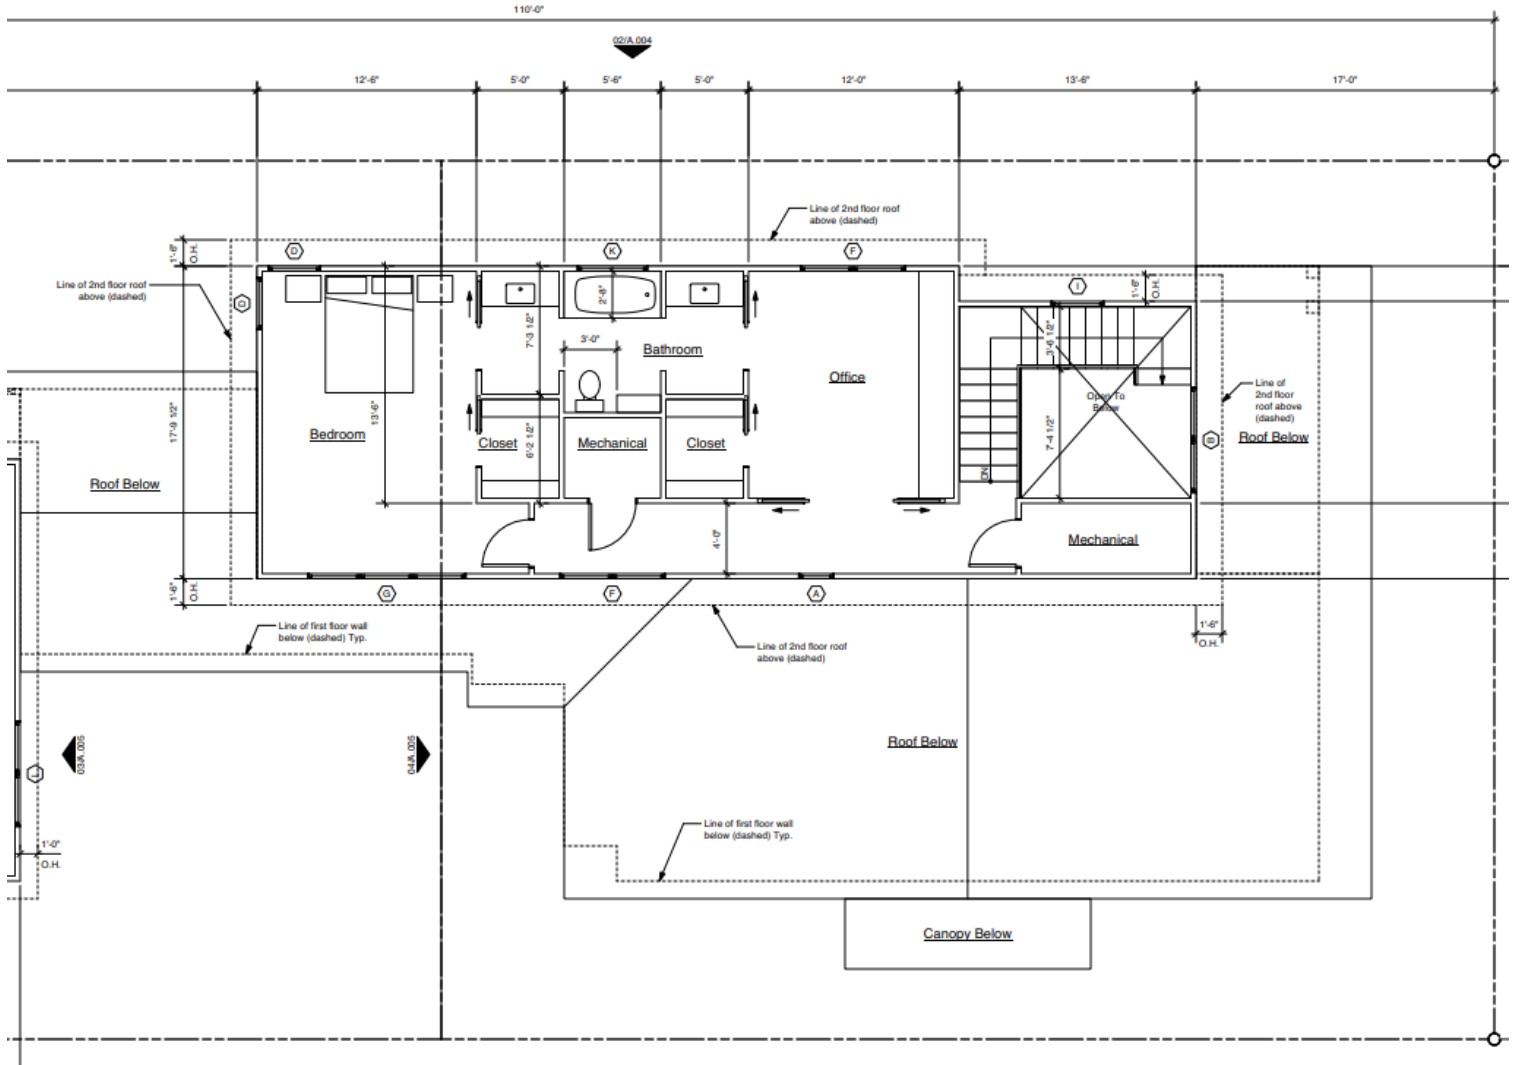 110'-0"
02/A.004
12'-6"
5'-0"
5'-6"
5'-0"
12'-0"
13'-6"
17'-0"
Line of 2nd floor roof
above (dashed)
1'-6"
O.H.
D
K
F
Line of 2nd floor roof
above (dashed)
D
I
1'-6"
O.H.
2'-8"
7'-3 1/2"
3'-0"
Bathroom
3'-6 1/2"
Office
Line of
2nd floor
roof above
(dashed)
Open To
Below
17'-9 1/2"
13'-6"
Bedroom
Closet
6'-2 1/2"
Mechanical
Closet
7'-4 1/2"
B
Roof Below
DN
Roof Below
4'-0"
Mechanical
1'-6"
O.H.
G
F
A
Line of first floor wall
below (dashed) Typ.
1'-6"
O.H.
Line of 2nd floor roof
above (dashed)
03/A.005
04/A.005
Roof Below
L
Line of first floor wall
below (dashed) Typ.
1'-0"
O.H.
Canopy Below